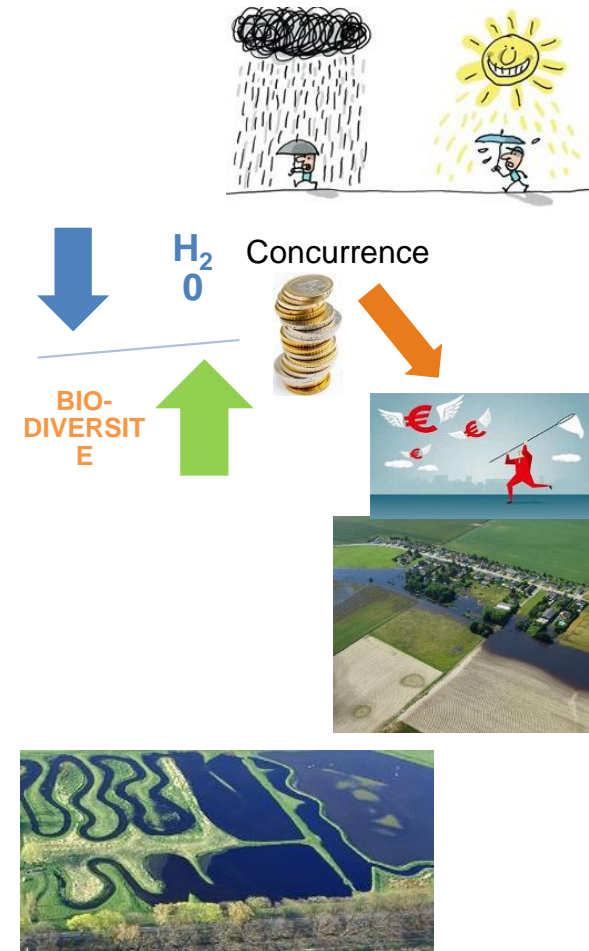 H₂
0
Concurrence
BIO-
DIVERSIT
E
€
€
€